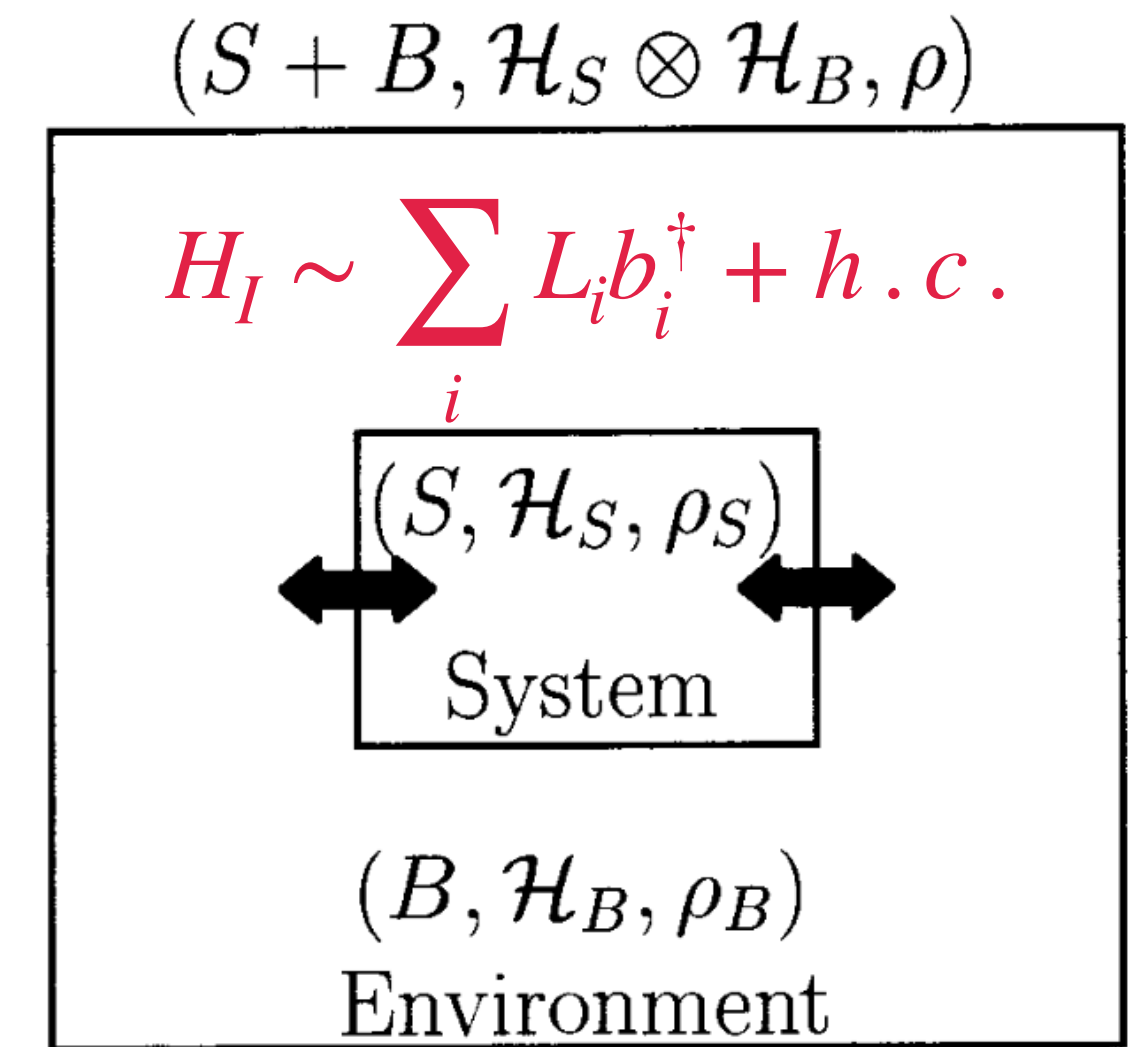 (S + B, ℋ_S ⊗ ℋ_B, ρ)
H_I ~ ∑_i L_i b_i^† + h . c .
(S, ℋ_S, ρ_S)
System
(B, ℋ_B, ρ_B)
Environment